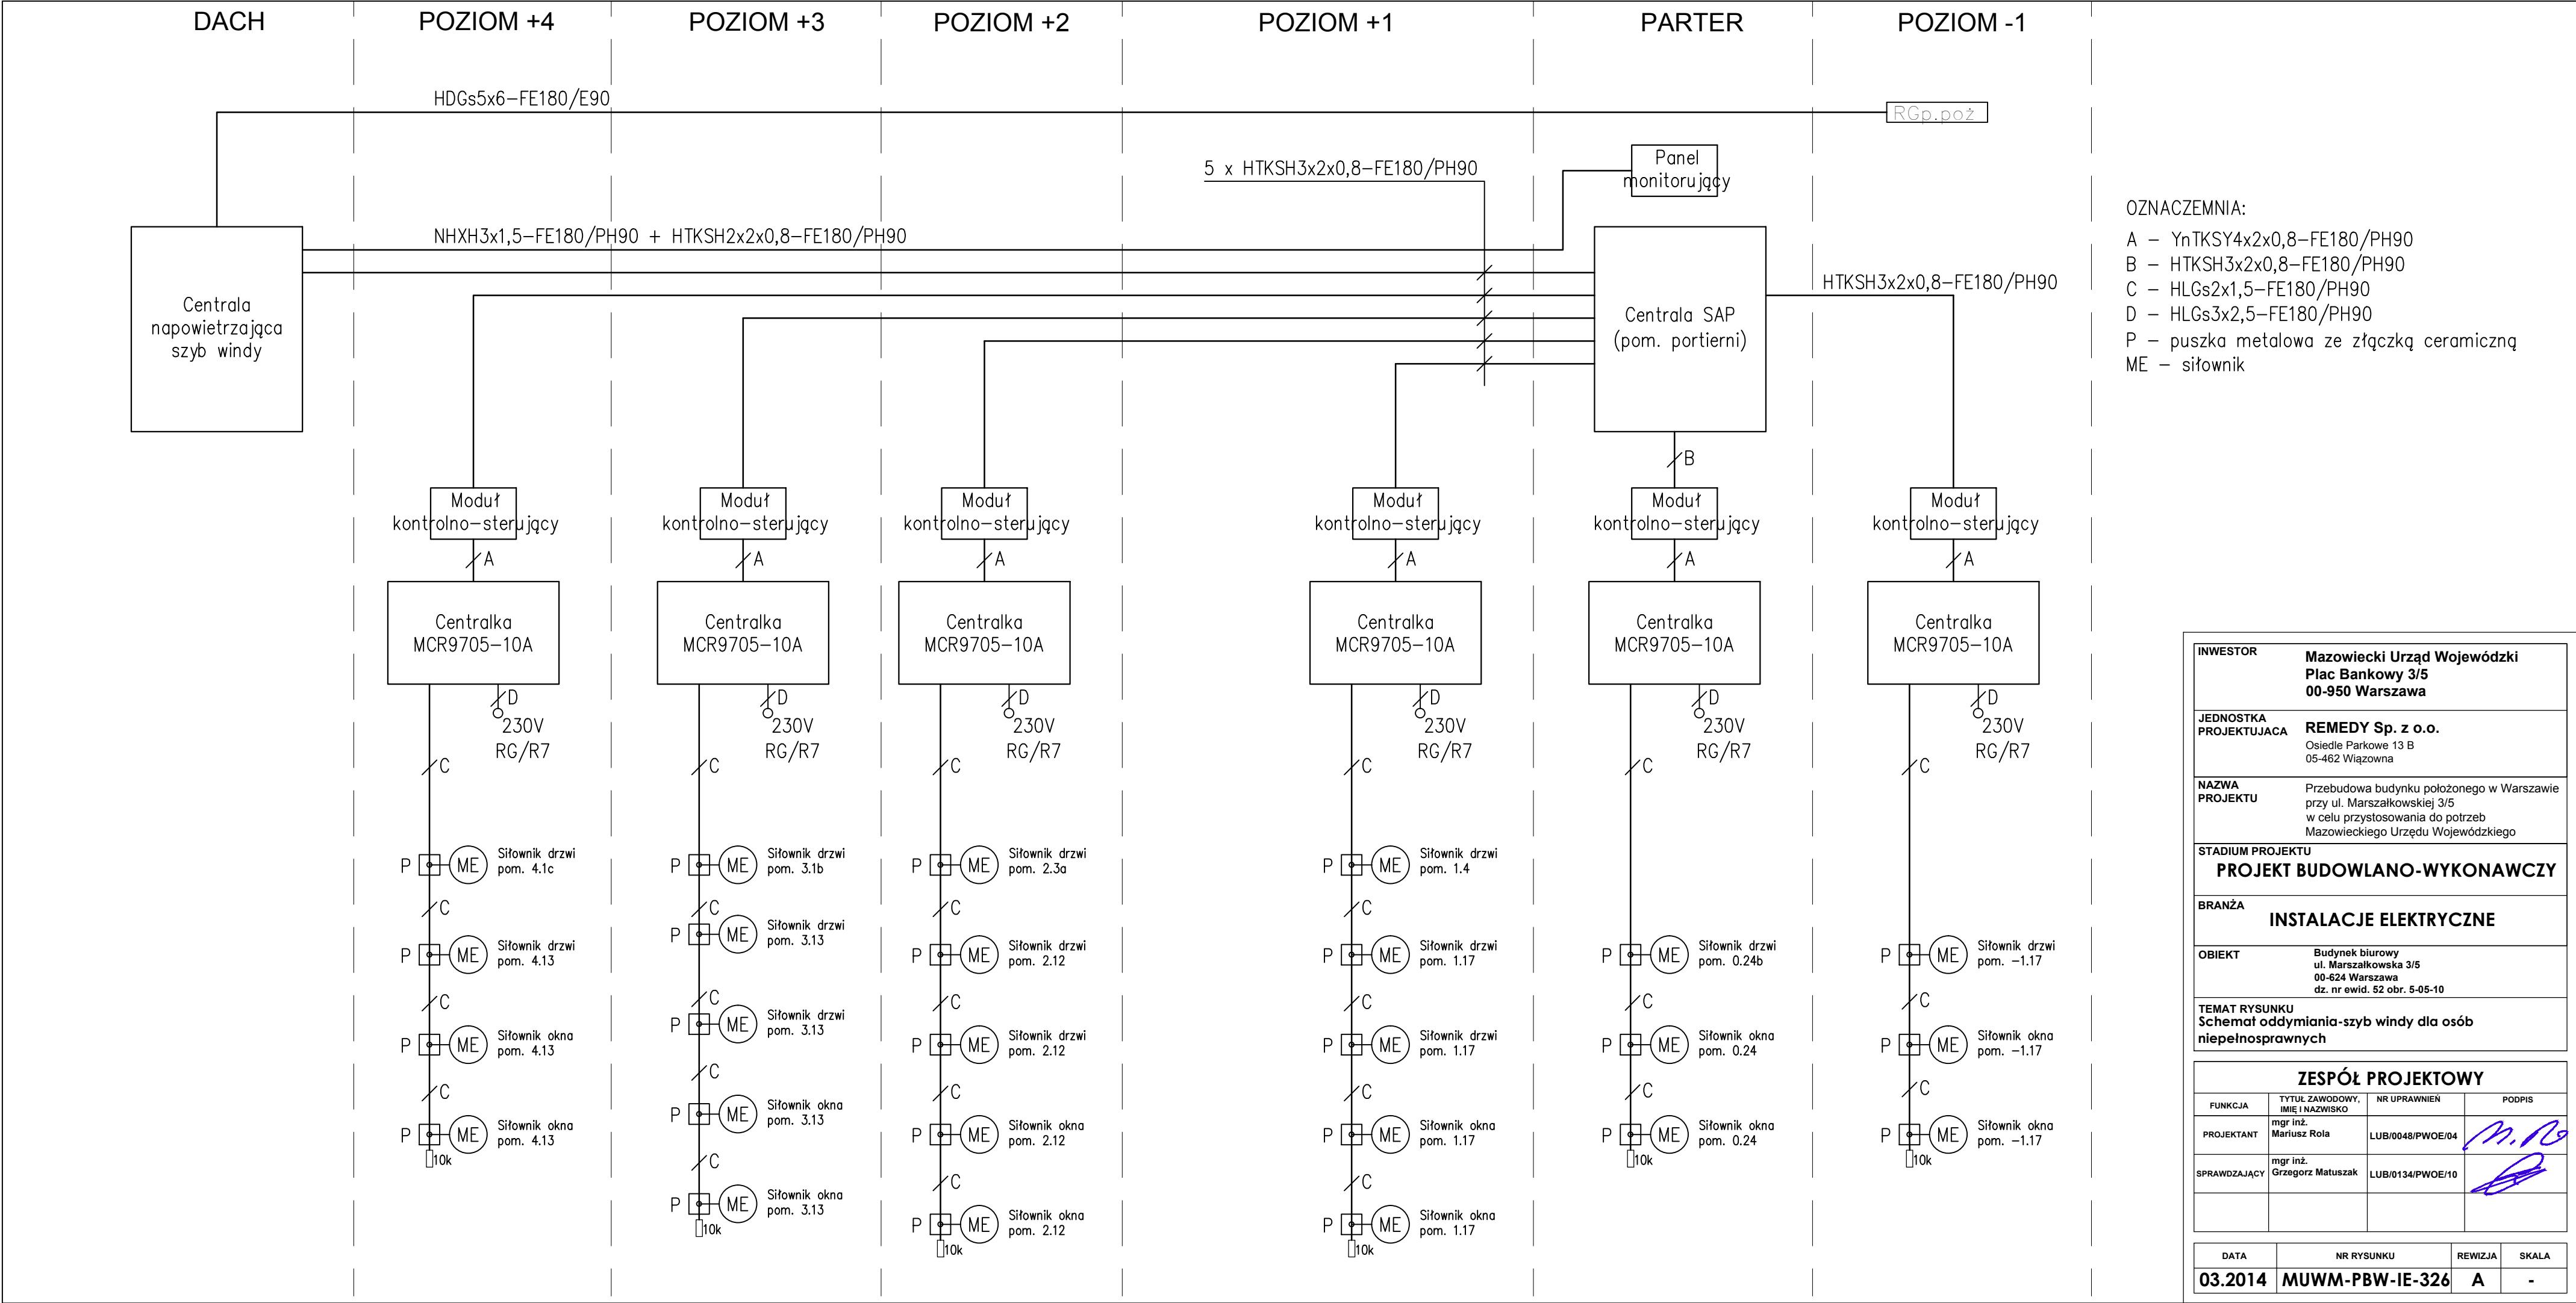 DACH
POZIOM +4
POZIOM +3
POZIOM +2
POZIOM +1
PARTER
POZIOM -1
HDGs5x6-FE180/E90
RGp.poż
5 x HTKSH3x2x0,8-FE180/PH90
Panel
monitorujący
NHXH3x1,5-FE180/PH90 + HTKSH2x2x0,8-FE180/PH90
Centrala
napowietrzająca
szyb windy
Centrala SAP
(pom. portierni)
HTKSH3x2x0,8-FE180/PH90
B
OZNACZEMNIA:
A - YnTKSY4x2x0,8-FE180/PH90
B - HTKSH3x2x0,8-FE180/PH90
C - HLGs2x1,5-FE180/PH90
D - HLGs3x2,5-FE180/PH90
P - puszka metalowa ze złączką ceramiczną
ME - siłownik
Moduł
kontrolno-sterujący
A
Centralka
MCR9705-10A
D
230V
RG/R7
C
P ME Siłownik drzwi
pom. 4.1c
C
P ME Siłownik drzwi
pom. 4.13
C
P ME Siłownik okna
pom. 4.13
C
P ME Siłownik okna
pom. 4.13
10k
Moduł
kontrolno-sterujący
A
Centralka
MCR9705-10A
D
230V
RG/R7
C
P ME Siłownik drzwi
pom. 3.1b
C
P ME Siłownik drzwi
pom. 3.13
C
P ME Siłownik drzwi
pom. 3.13
C
P ME Siłownik okna
pom. 3.13
C
P ME Siłownik okna
pom. 3.13
10k
Moduł
kontrolno-sterujący
A
Centralka
MCR9705-10A
D
230V
RG/R7
C
P ME Siłownik drzwi
pom. 2.3a
C
P ME Siłownik drzwi
pom. 2.12
C
P ME Siłownik drzwi
pom. 2.12
C
P ME Siłownik okna
pom. 2.12
C
P ME Siłownik okna
pom. 2.12
10k
Moduł
kontrolno-sterujący
A
Centralka
MCR9705-10A
D
230V
RG/R7
C
P ME Siłownik drzwi
pom. 1.4
C
P ME Siłownik drzwi
pom. 1.17
C
P ME Siłownik drzwi
pom. 1.17
C
P ME Siłownik okna
pom. 1.17
C
P ME Siłownik okna
pom. 1.17
10k
Moduł
kontrolno-sterujący
A
Centralka
MCR9705-10A
D
230V
RG/R7
C
P ME Siłownik drzwi
pom. 0.24b
C
P ME Siłownik okna
pom. 0.24
C
P ME Siłownik okna
pom. 0.24
10k
Moduł
kontrolno-sterujący
A
Centralka
MCR9705-10A
D
230V
RG/R7
C
P ME Siłownik drzwi
pom. -1.17
C
P ME Siłownik okna
pom. -1.17
C
P ME Siłownik okna
pom. -1.17
10k
INWESTOR
Mazowiecki Urząd Wojewódzki
Plac Bankowy 3/5
00-950 Warszawa
JEDNOSTKA
PROJEKTUJACA
REMEDY Sp. z o.o.
Osiedle Parkowe 13 B
05-462 Wiązowna
NAZWA
PROJEKTU
Przebudowa budynku położonego w Warszawie
przy ul. Marszałkowskiej 3/5
w celu przystosowania do potrzeb
Mazowieckiego Urzędu Wojewódzkiego
STADIUM PROJEKTU
PROJEKT BUDOWLANO-WYKONAWCZY
BRANŻA
INSTALACJE ELEKTRYCZNE
OBIEKT
Budynek biurowy
ul. Marszałkowska 3/5
00-624 Warszawa
dz. nr ewid. 52 obr. 5-05-10
TEMAT RYSUNKU
Schemat oddymiania-szyb windy dla osób
niepełnosprawnych
ZESPÓŁ PROJEKTOWY
FUNKCJA
TYTUŁ ZAWODOWY,
IMIĘ I NAZWISKO
NR UPRAWNIEŃ
PODPIS
PROJEKTANT
mgr inż.
Mariusz Rola
LUB/0048/PWOE/04
SPRAWDZAJĄCY
mgr inż.
Grzegorz Matuszak
LUB/0134/PWOE/10
DATA
NR RYSUNKU
REWIZJA
SKALA
03.2014
MUWM-PBW-IE-326
A
-